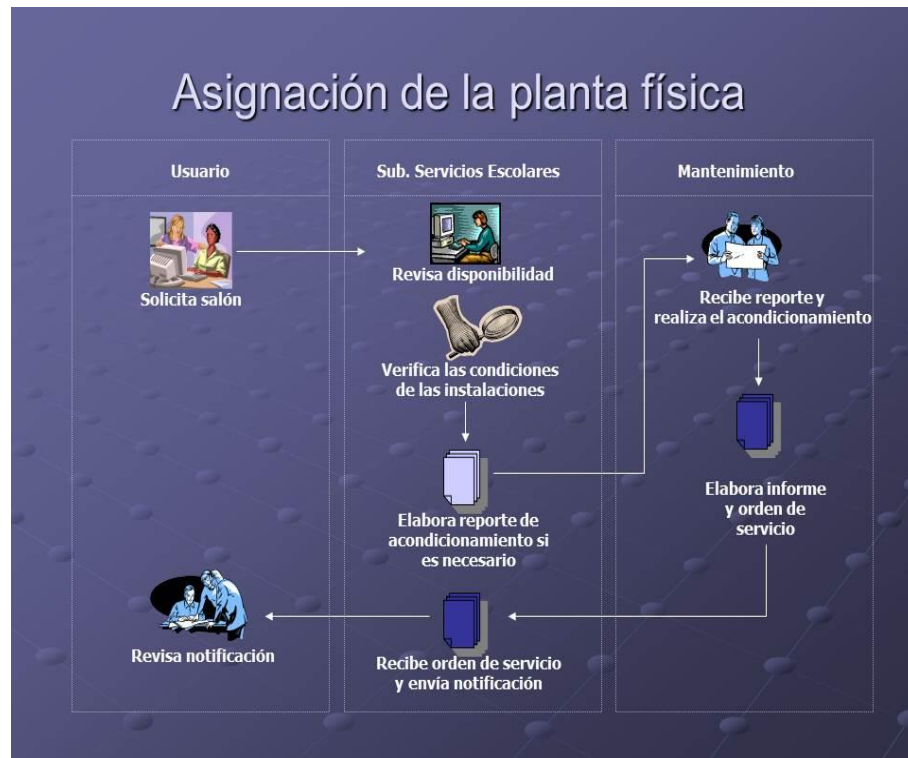 Asignación de la planta física
Usuario
Sub. Servicios Escolares
Mantenimiento
Solicita salón
Revisa disponibilidad
Verifica las condiciones
de las instalaciones
Elabora reporte de
acondicionamiento si
es necesario
Recibe reporte y
realiza el acondicionamiento
Elabora informe
y orden de
servicio
Recibe orden de servicio
y envía notificación
Revisa notificación